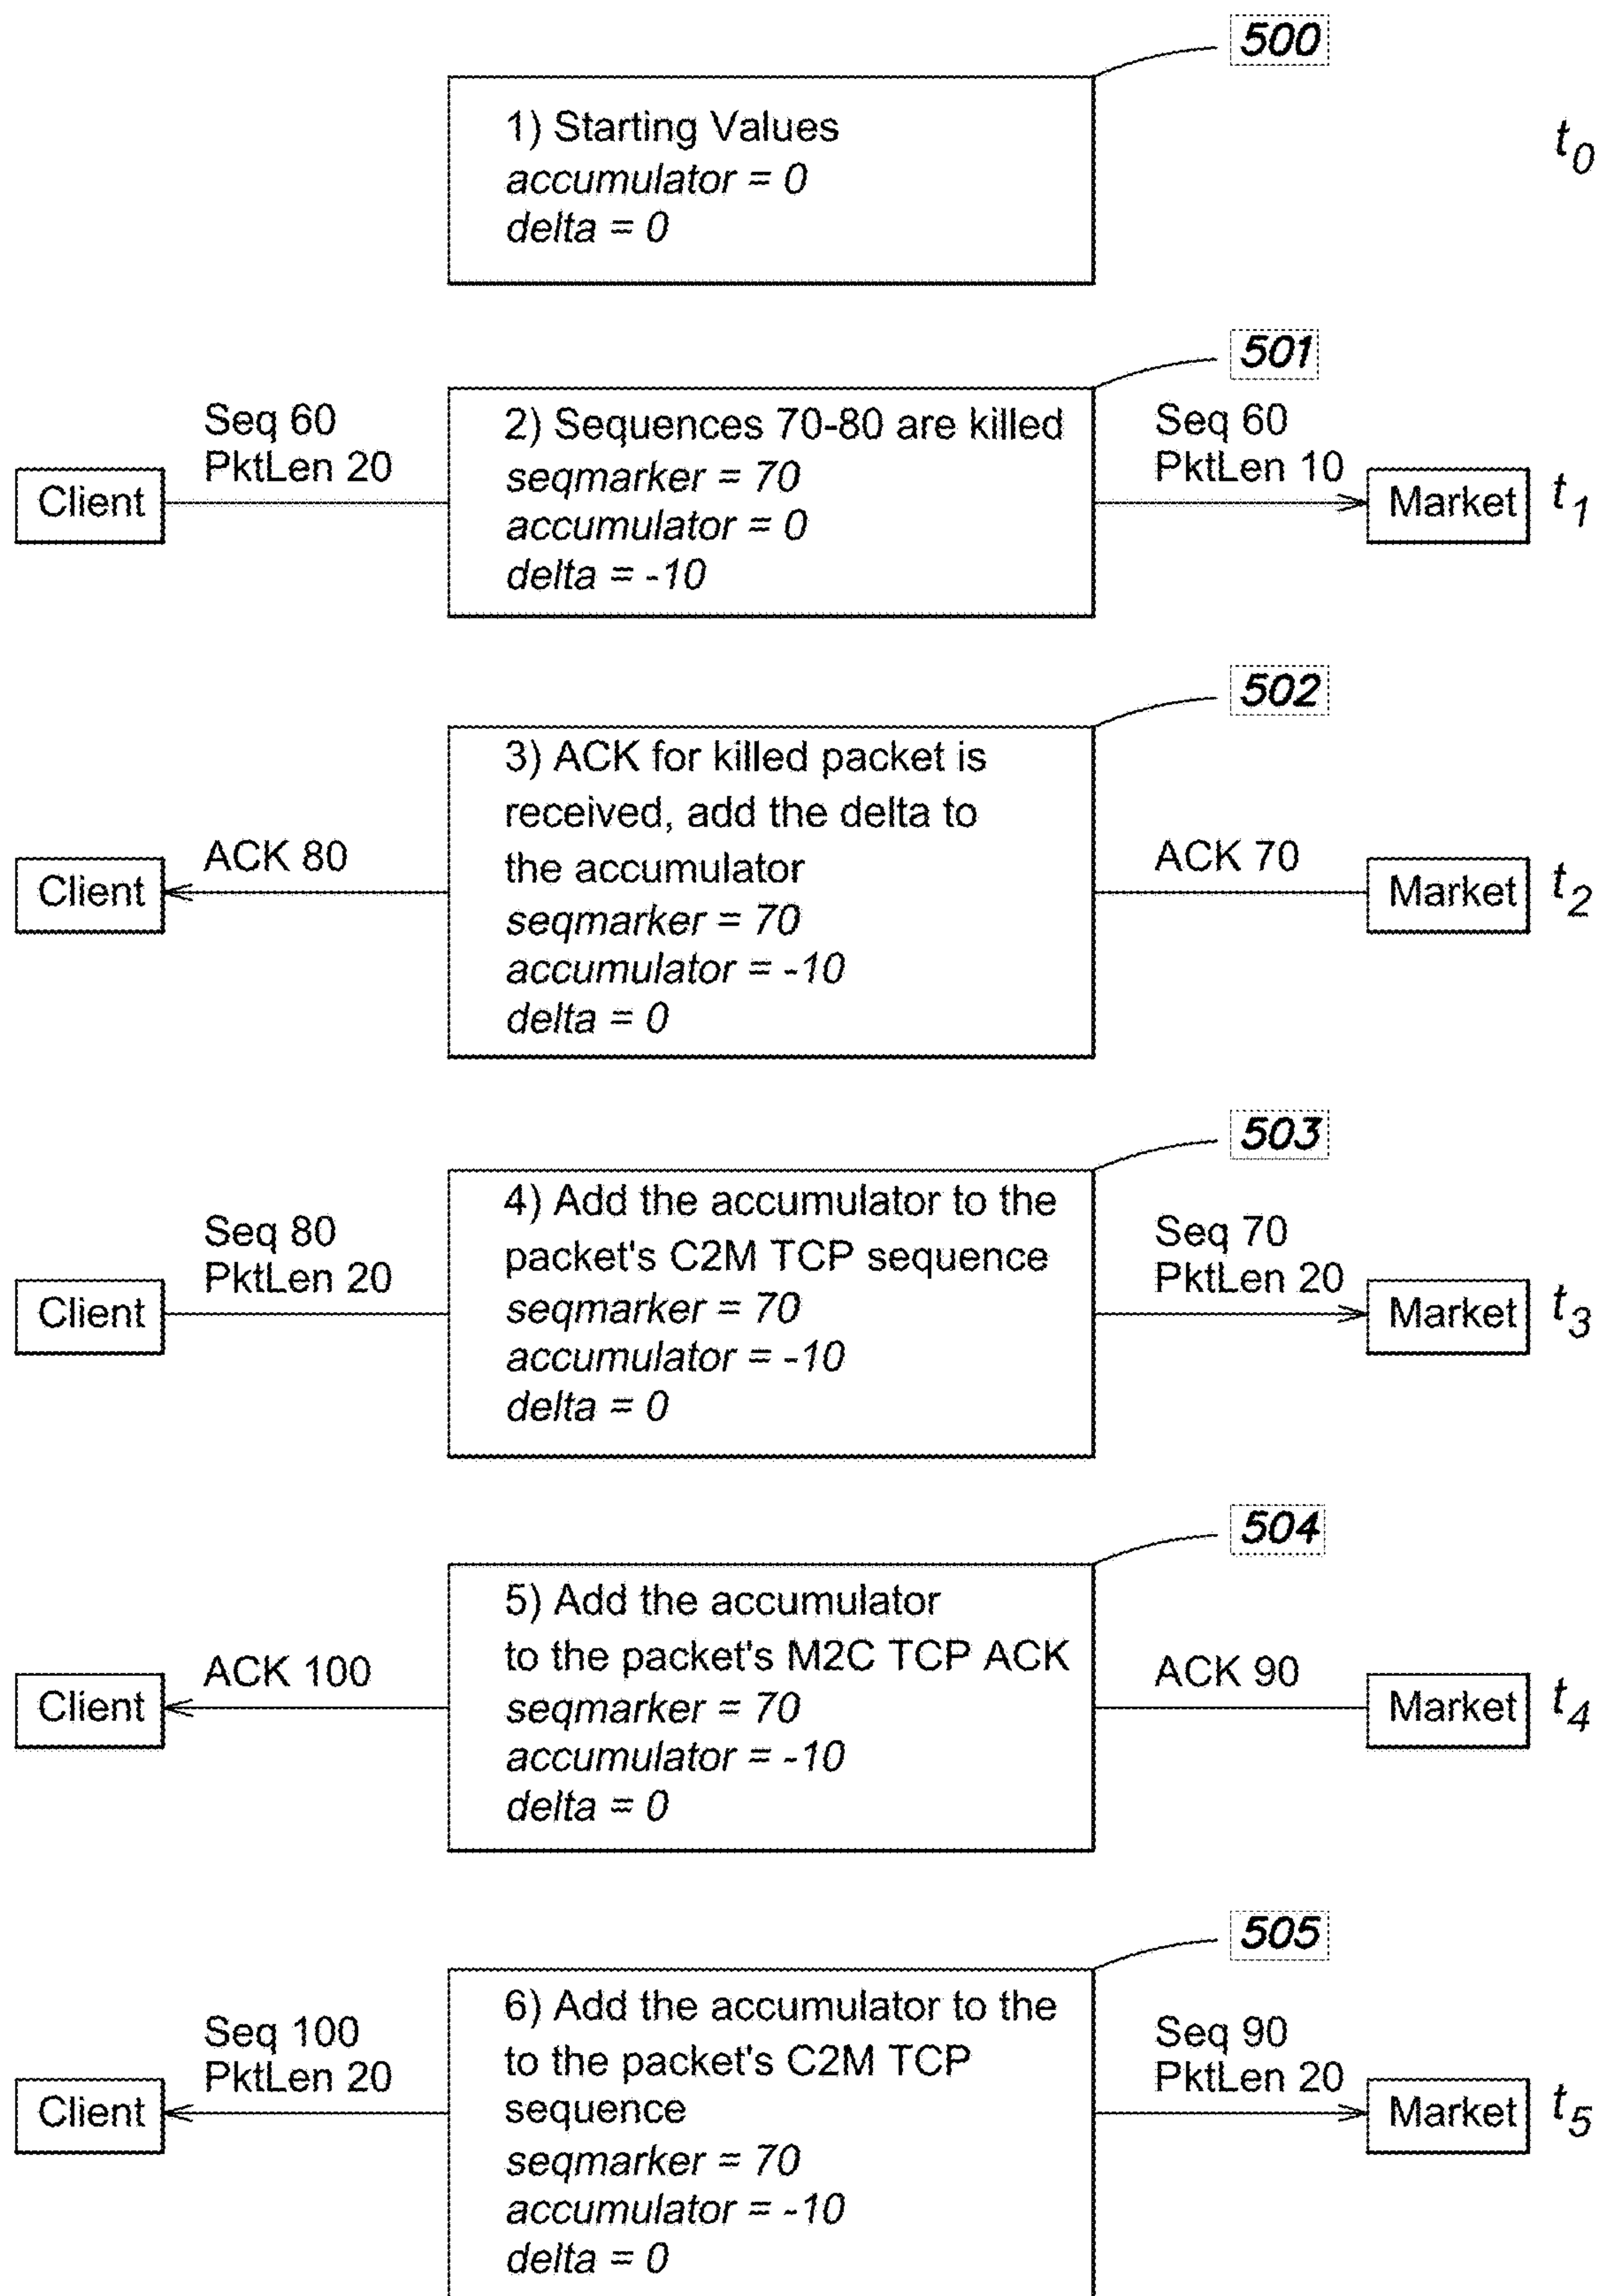 500
1) Starting Values
accumulator = 0
delta = 0
t0
501
Seq 60
PktLen 20
Client
2) Sequences 70-80 are killed
seqmarker = 70
accumulator = 0
delta = -10
Seq 60
PktLen 10
Market
t1
502
ACK 80
Client
3) ACK for killed packet is
received, add the delta to
the accumulator
seqmarker = 70
accumulator = -10
delta = 0
ACK 70
Market
t2
503
Seq 80
PktLen 20
Client
4) Add the accumulator to the
packet's C2M TCP sequence
seqmarker = 70
accumulator = -10
delta = 0
Seq 70
PktLen 20
Market
t3
504
ACK 100
Client
5) Add the accumulator
to the packet's M2C TCP ACK
seqmarker = 70
accumulator = -10
delta = 0
ACK 90
Market
t4
505
Seq 100
PktLen 20
Client
6) Add the accumulator to the
to the packet's C2M TCP
sequence
seqmarker = 70
accumulator = -10
delta = 0
Seq 90
PktLen 20
Market
t5